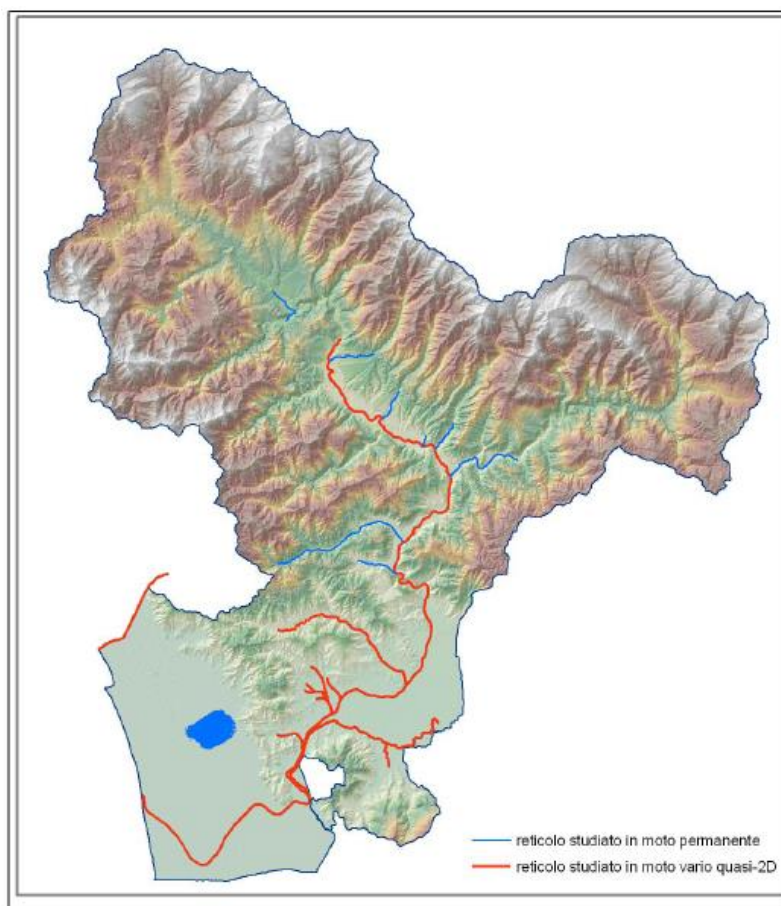 reticolo studiato in moto permanente
reticolo studiato in moto vario quasi-2D